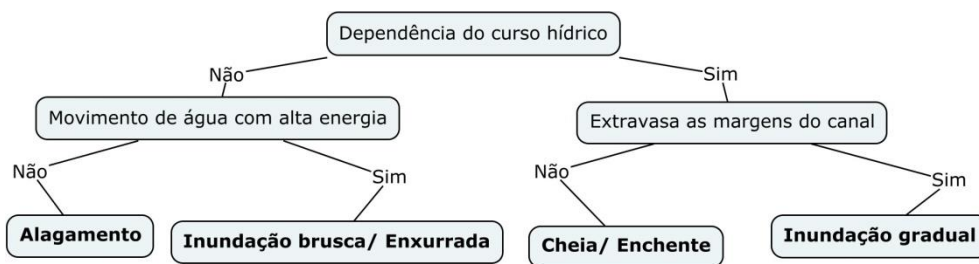 Dependência do curso hídrico
Não
Sim
Movimento de água com alta energia
Extravasa as margens do canal
Não
Sim
Não
Sim
Alagamento
Inundação brusca/ Enxurrada
Cheia/ Enchente
Inundação gradual